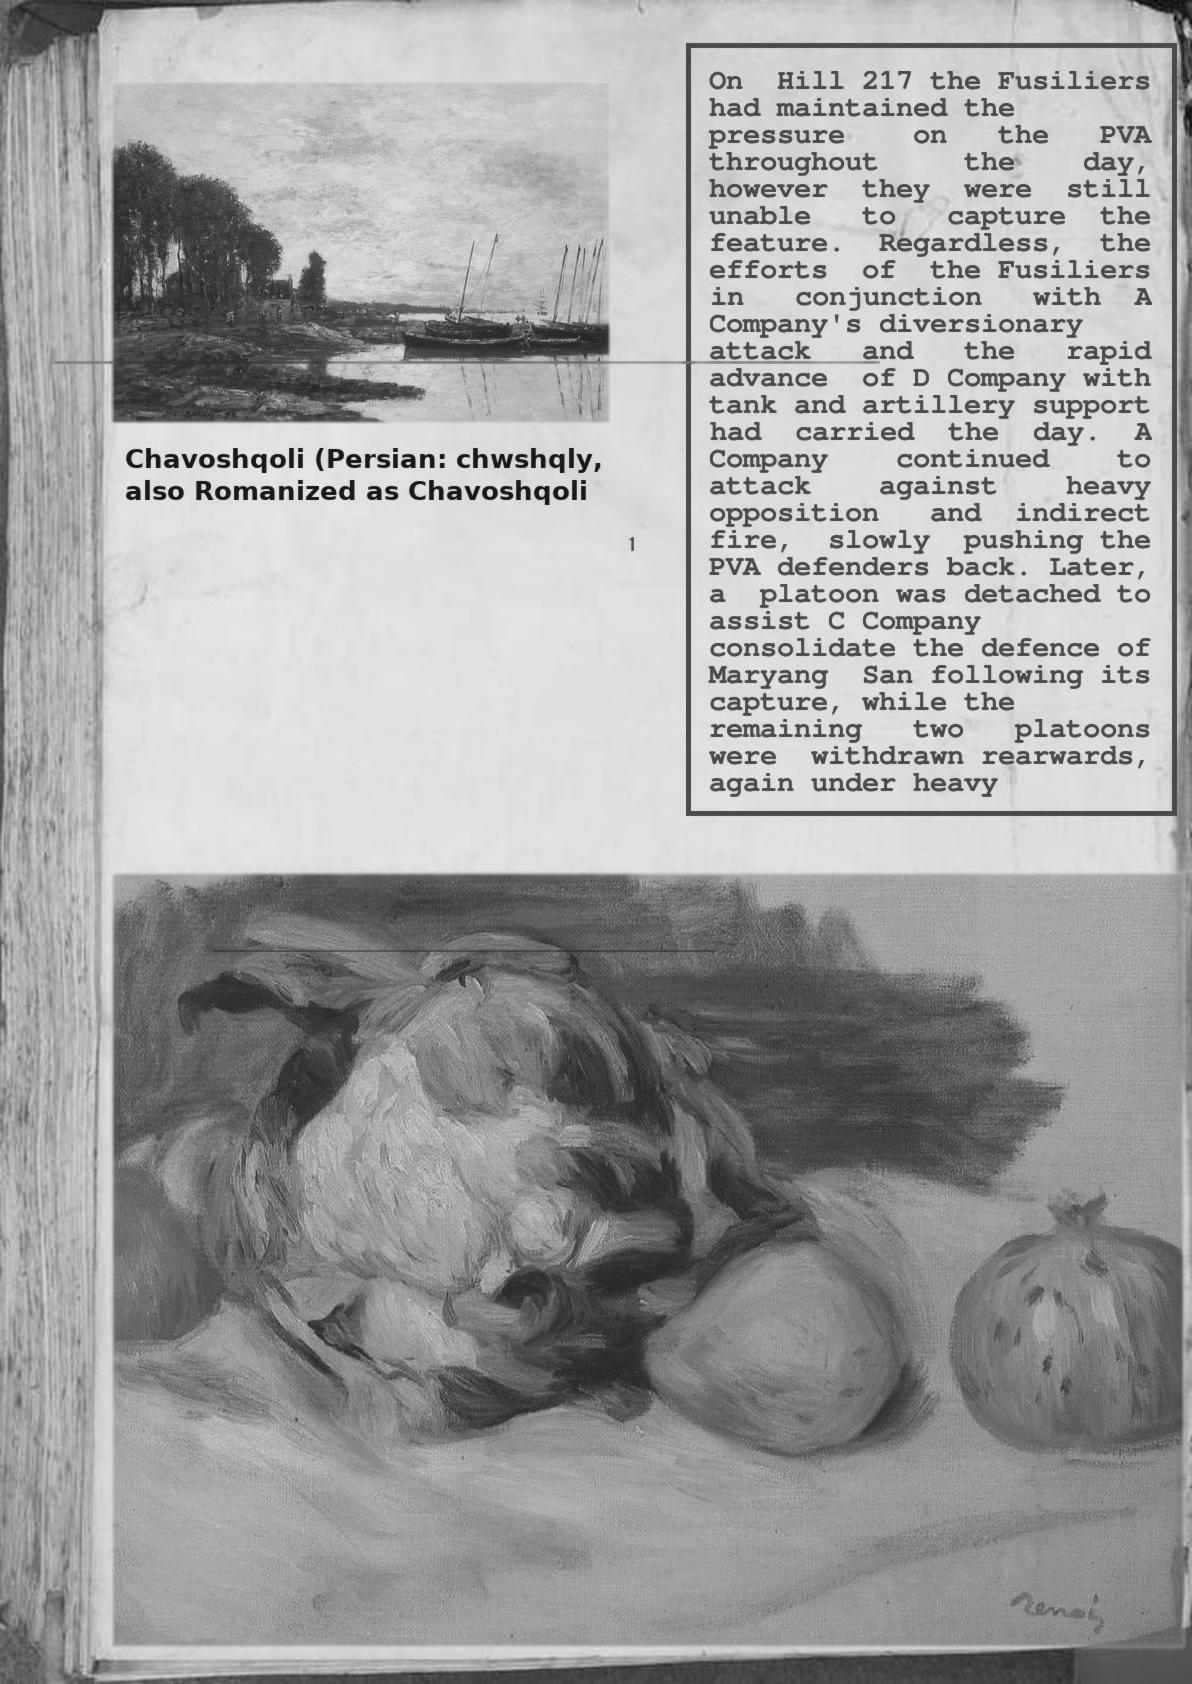 Chavoshqoli (Persian: chwshqly,
also Romanized as Chavoshqoli
1
On Hill 217 the Fusiliers
had maintained the
pressure on the PVA
throughout the day,
however they were still
unable to capture the
feature. Regardless, the
efforts of the Fusiliers
in conjunction with A
Company's diversionary
attack and the rapid
advance of D Company with
tank and artillery support
had carried the day. A
Company continued to
attack against heavy
opposition and indirect
fire, slowly pushing the
PVA defenders back. Later,
a platoon was detached to
assist C Company
consolidate the defence of
Maryang San following its
capture, while the
remaining two platoons
were withdrawn rearwards,
again under heavy
Renoir